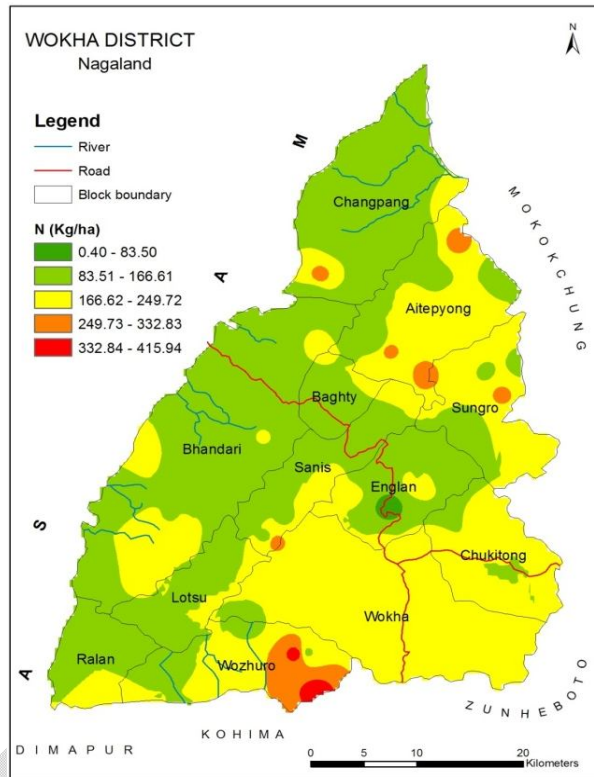 WOKHA DISTRICT
Nagaland
N
Legend
River
Road
Block boundary
N (Kg/ha)
0.40 - 83.50
83.51 - 166.61
166.62 - 249.72
249.73 - 332.83
332.84 - 415.94
ASSAM
MOKOKCHUNG
Changpang
Aitepyong
Baghty
Sungro
Bhandari
Sanis
Englan
Chukitong
Lotsu
Wokha
Ralan
Wozhuro
ZUNHEBOTO
KOHIMA
DIMAPUR
0 5 10 20
Kilometers